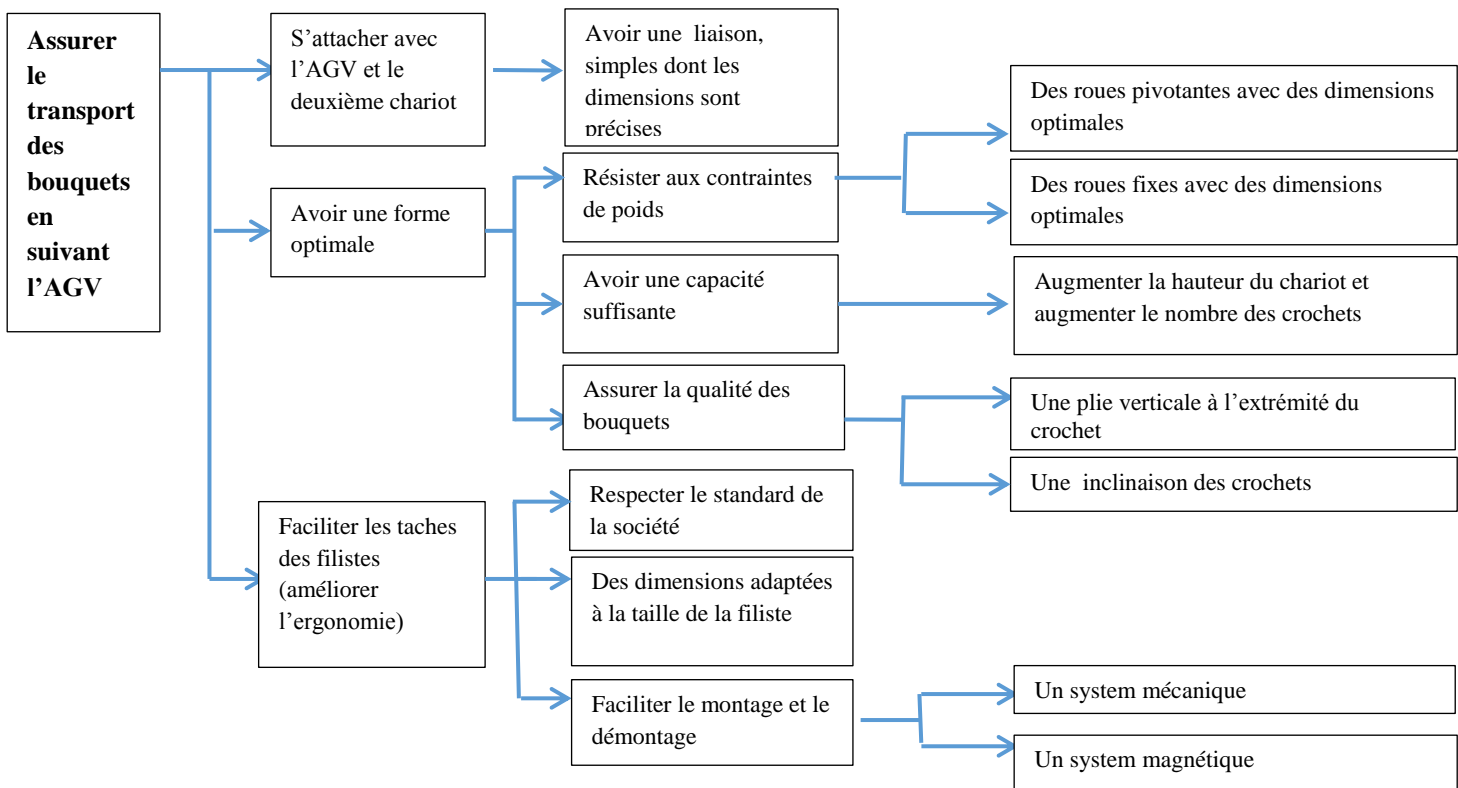 Assurer
le
transport
des
bouquets
en
suivant
l’AGV
S’attacher avec
l’AGV et le
deuxième chariot
Avoir une liaison,
simples dont les
dimensions sont
précises
Avoir une forme
optimale
Résister aux contraintes
de poids
Des roues pivotantes avec des dimensions
optimales
Des roues fixes avec des dimensions
optimales
Avoir une capacité
suffisante
Augmenter la hauteur du chariot et
augmenter le nombre des crochets
Assurer la qualité des
bouquets
Une plie verticale à l’extrémité du
crochet
Une inclinaison des crochets
Faciliter les taches
des filistes
(améliorer
l’ergonomie)
Respecter le standard de
la société
Des dimensions adaptées
à la taille de la filiste
Faciliter le montage et le
démontage
Un system mécanique
Un system magnétique